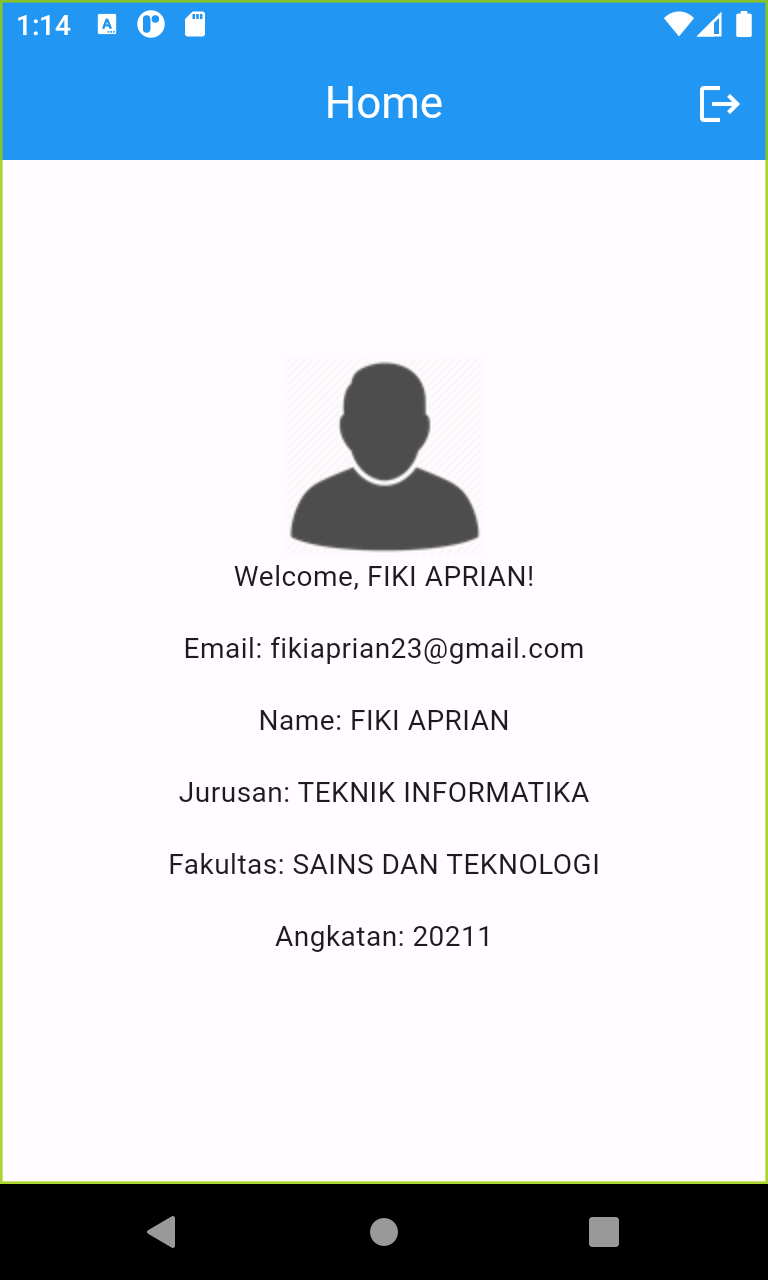 1:14
Home
Welcome, FIKI APRIAN!
Email: fikiaprian23@gmail.com
Name: FIKI APRIAN
Jurusan: TEKNIK INFORMATIKA
Fakultas: SAINS DAN TEKNOLOGI
Angkatan: 20211